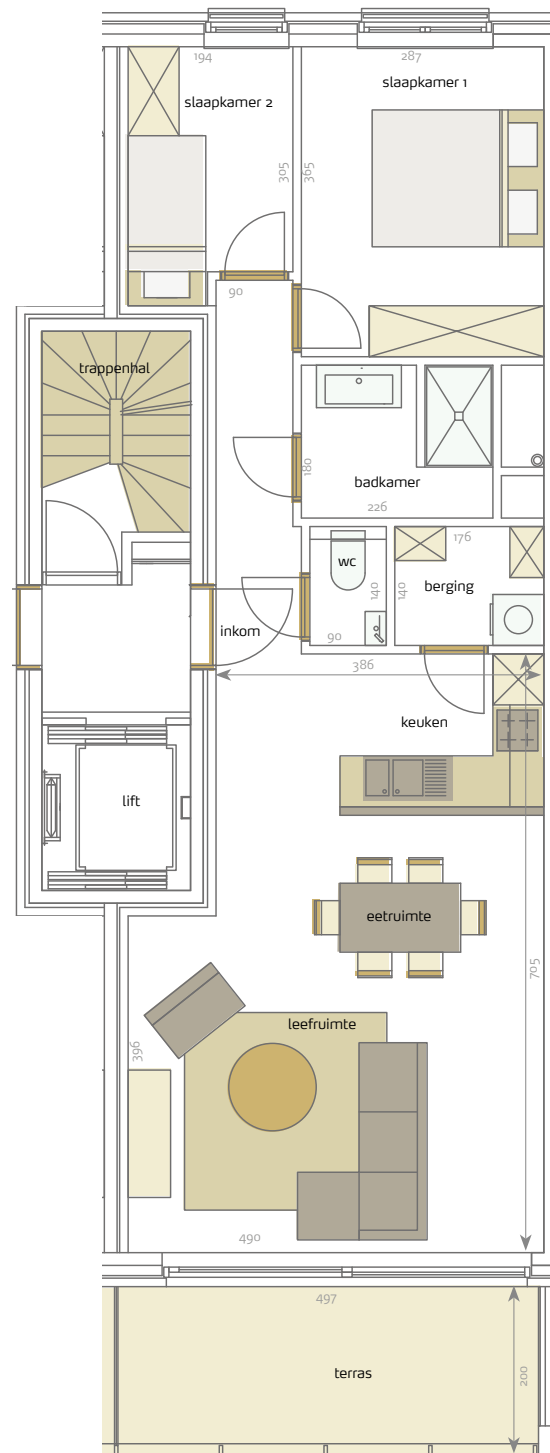 194
287
slaapkamer 2
slaapkamer 1
305
365
90
trappenhal
180
badkamer
226
wc
176
140
140
berging
inkom
90
386
keuken
lift
eetruimte
705
leefruimte
396
490
497
terras
200